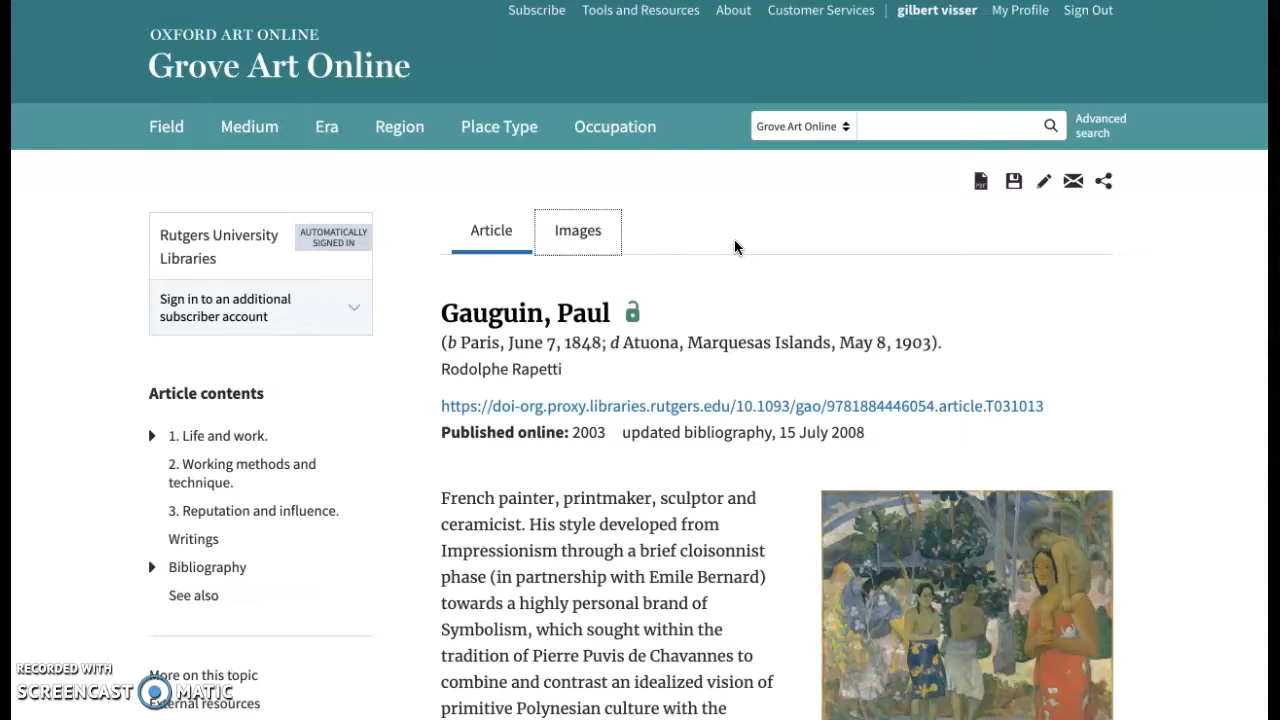 Subscribe Tools and Resources About Customer Services | gilbert visser My Profile Sign Out
OXFORD ART ONLINE
Grove Art Online
Field Medium Era Region Place Type Occupation
Grove Art Online
Advanced
search
PDF
Rutgers University
Libraries
AUTOMATICALLY
SIGNED IN
Sign in to an additional
subscriber account
Article contents
1. Life and work.
2. Working methods and
technique.
3. Reputation and influence.
Writings
Bibliography
See also
More on this topic
External resources
Article Images
Gauguin, Paul
(b Paris, June 7, 1848; d Atuona, Marquesas Islands, May 8, 1903).
Rodolphe Rapetti
https://doi-org.proxy.libraries.rutgers.edu/10.1093/gao/9781884446054.article.T031013
Published online: 2003 updated bibliography, 15 July 2008
French painter, printmaker, sculptor and
ceramicist. His style developed from
Impressionism through a brief cloisonnist
phase (in partnership with Emile Bernard)
towards a highly personal brand of
Symbolism, which sought within the
tradition of Pierre Puvis de Chavannes to
combine and contrast an idealized vision of
primitive Polynesian culture with the
RECORDED WITH
SCREENCAST MATIC